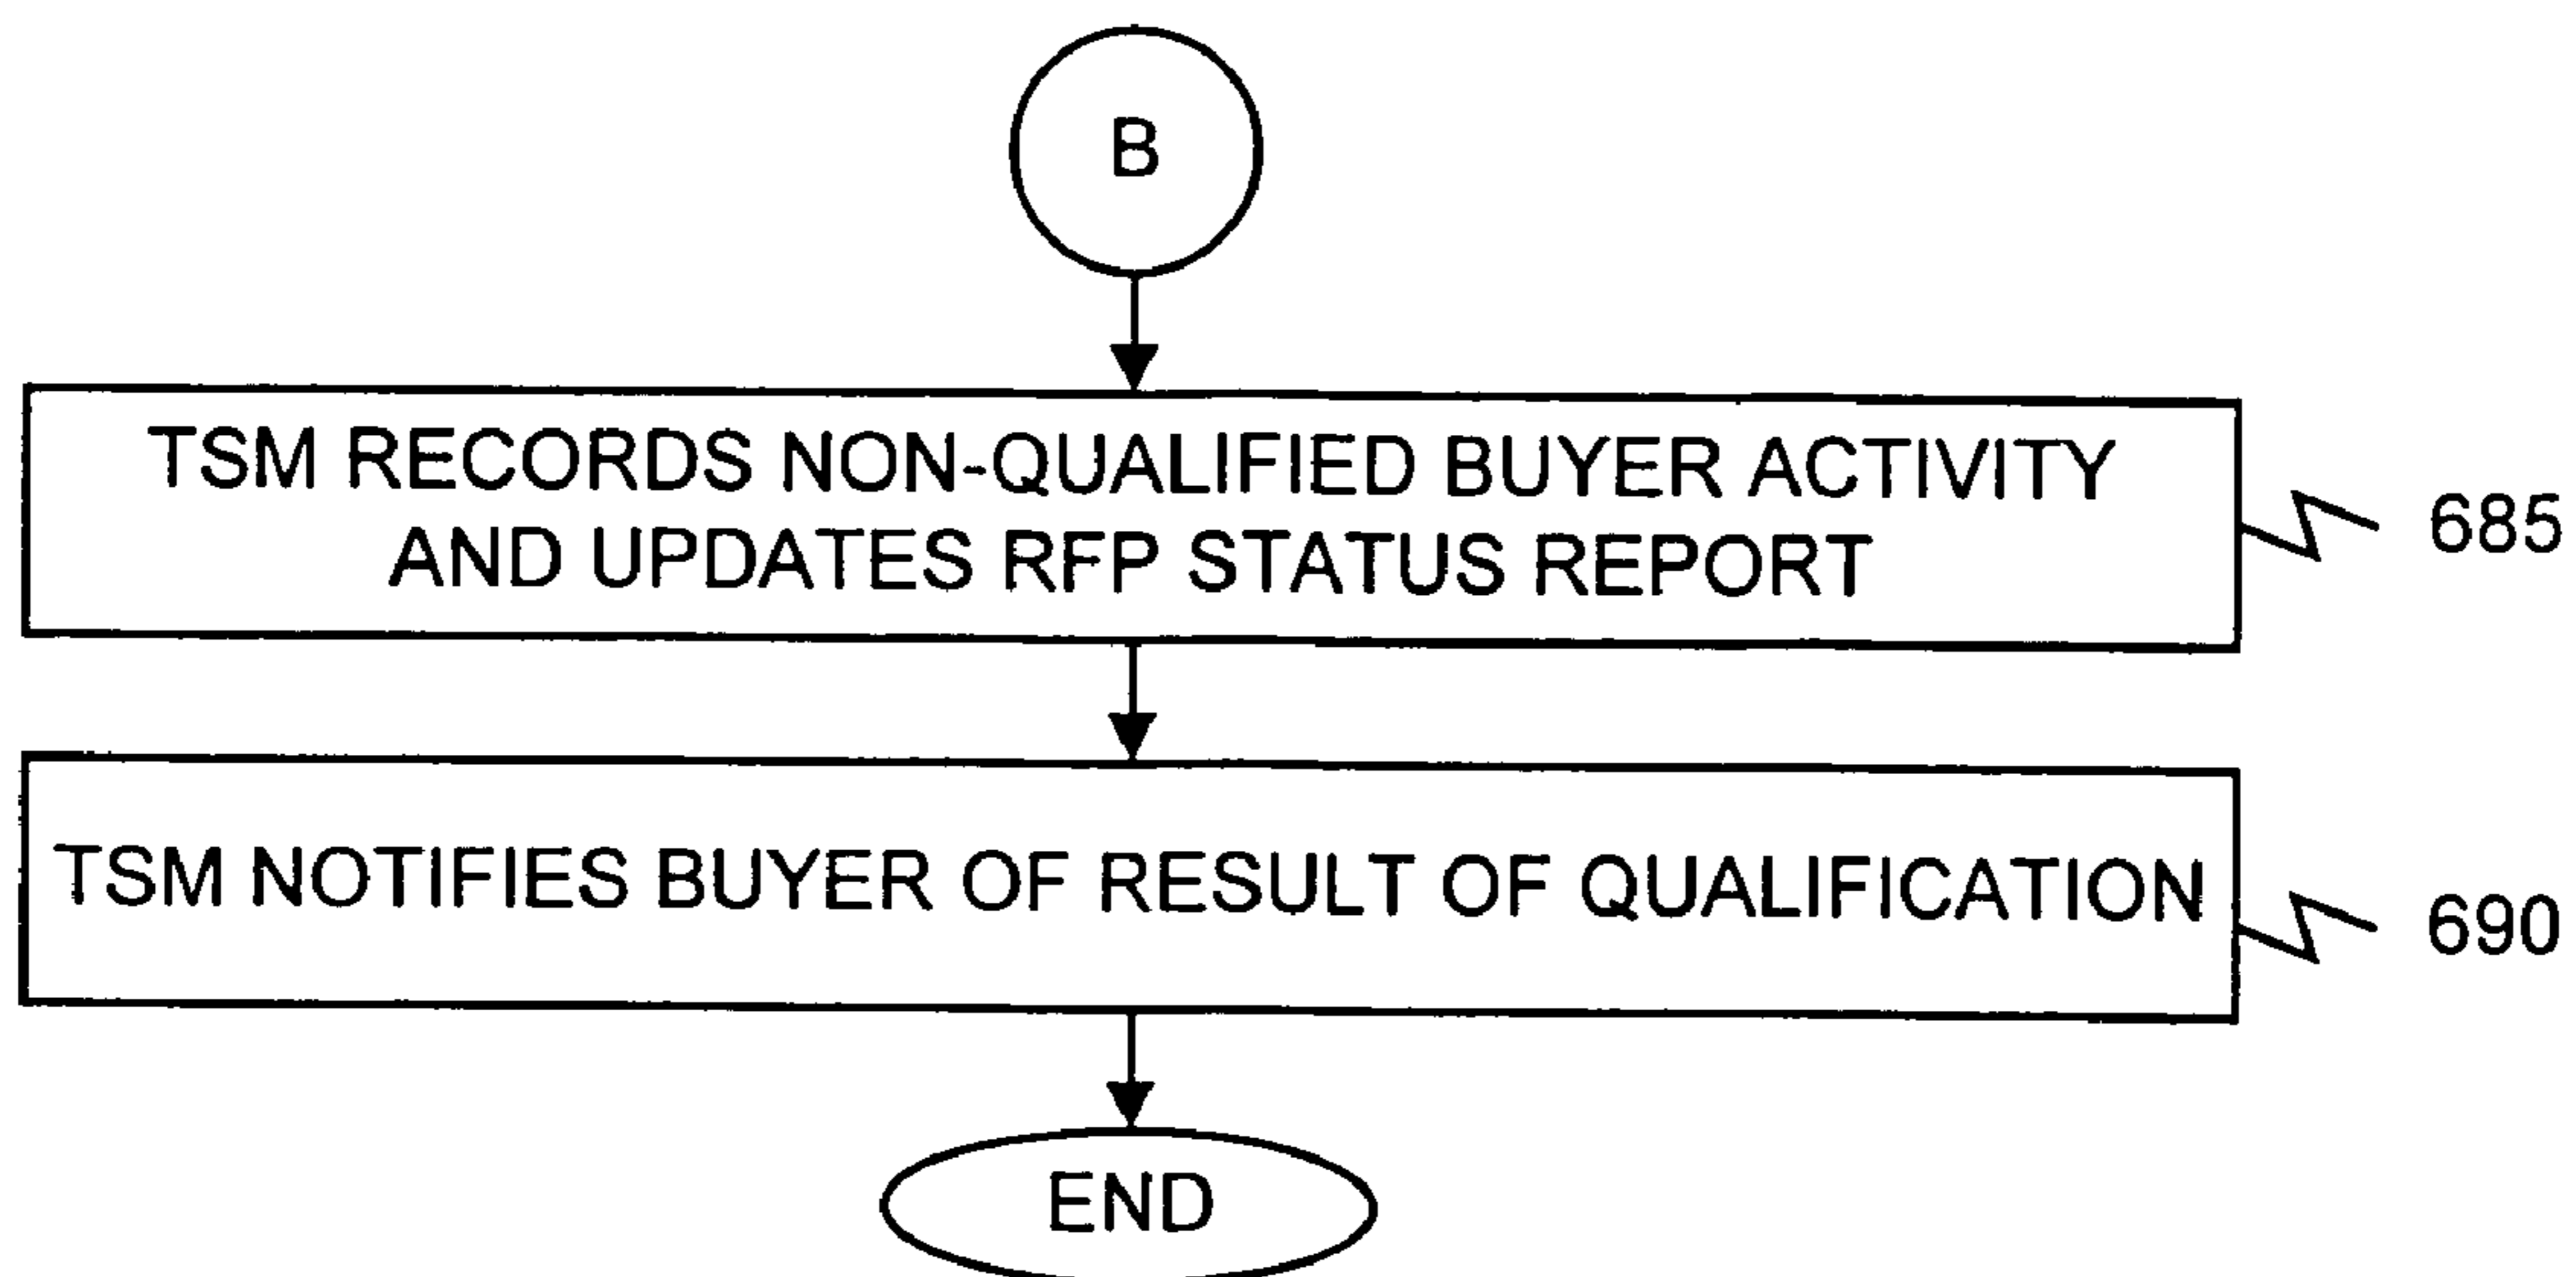 B
TSM RECORDS NON-QUALIFIED BUYER ACTIVITY
AND UPDATES RFP STATUS REPORT
685
TSM NOTIFIES BUYER OF RESULT OF QUALIFICATION
690
END